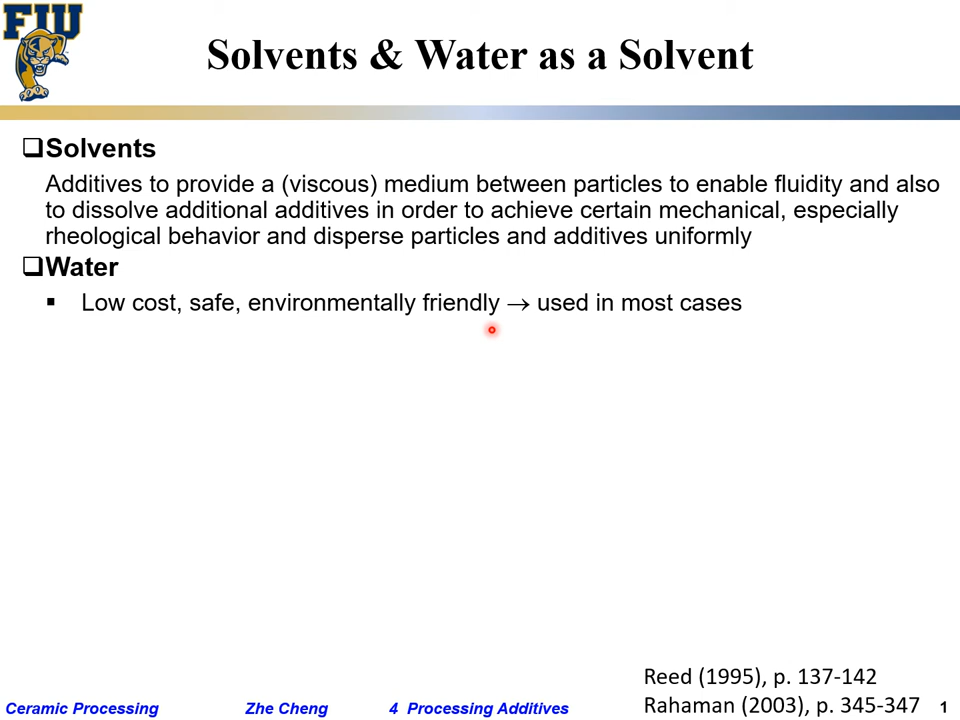 FIU
Solvents & Water as a Solvent
❑Solvents
Additives to provide a (viscous) medium between particles to enable fluidity and also
to dissolve additional additives in order to achieve certain mechanical, especially
rheological behavior and disperse particles and additives uniformly
❑Water
▪ Low cost, safe, environmentally friendly → used in most cases
Reed (1995), p. 137-142
Rahaman (2003), p. 345-347
Ceramic Processing Zhe Cheng 4 Processing Additives 1